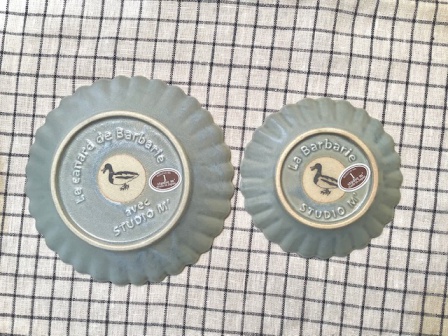 Le canard de Barbarie
avec
STUDIO M'
La Barbarie
STUDIO M'